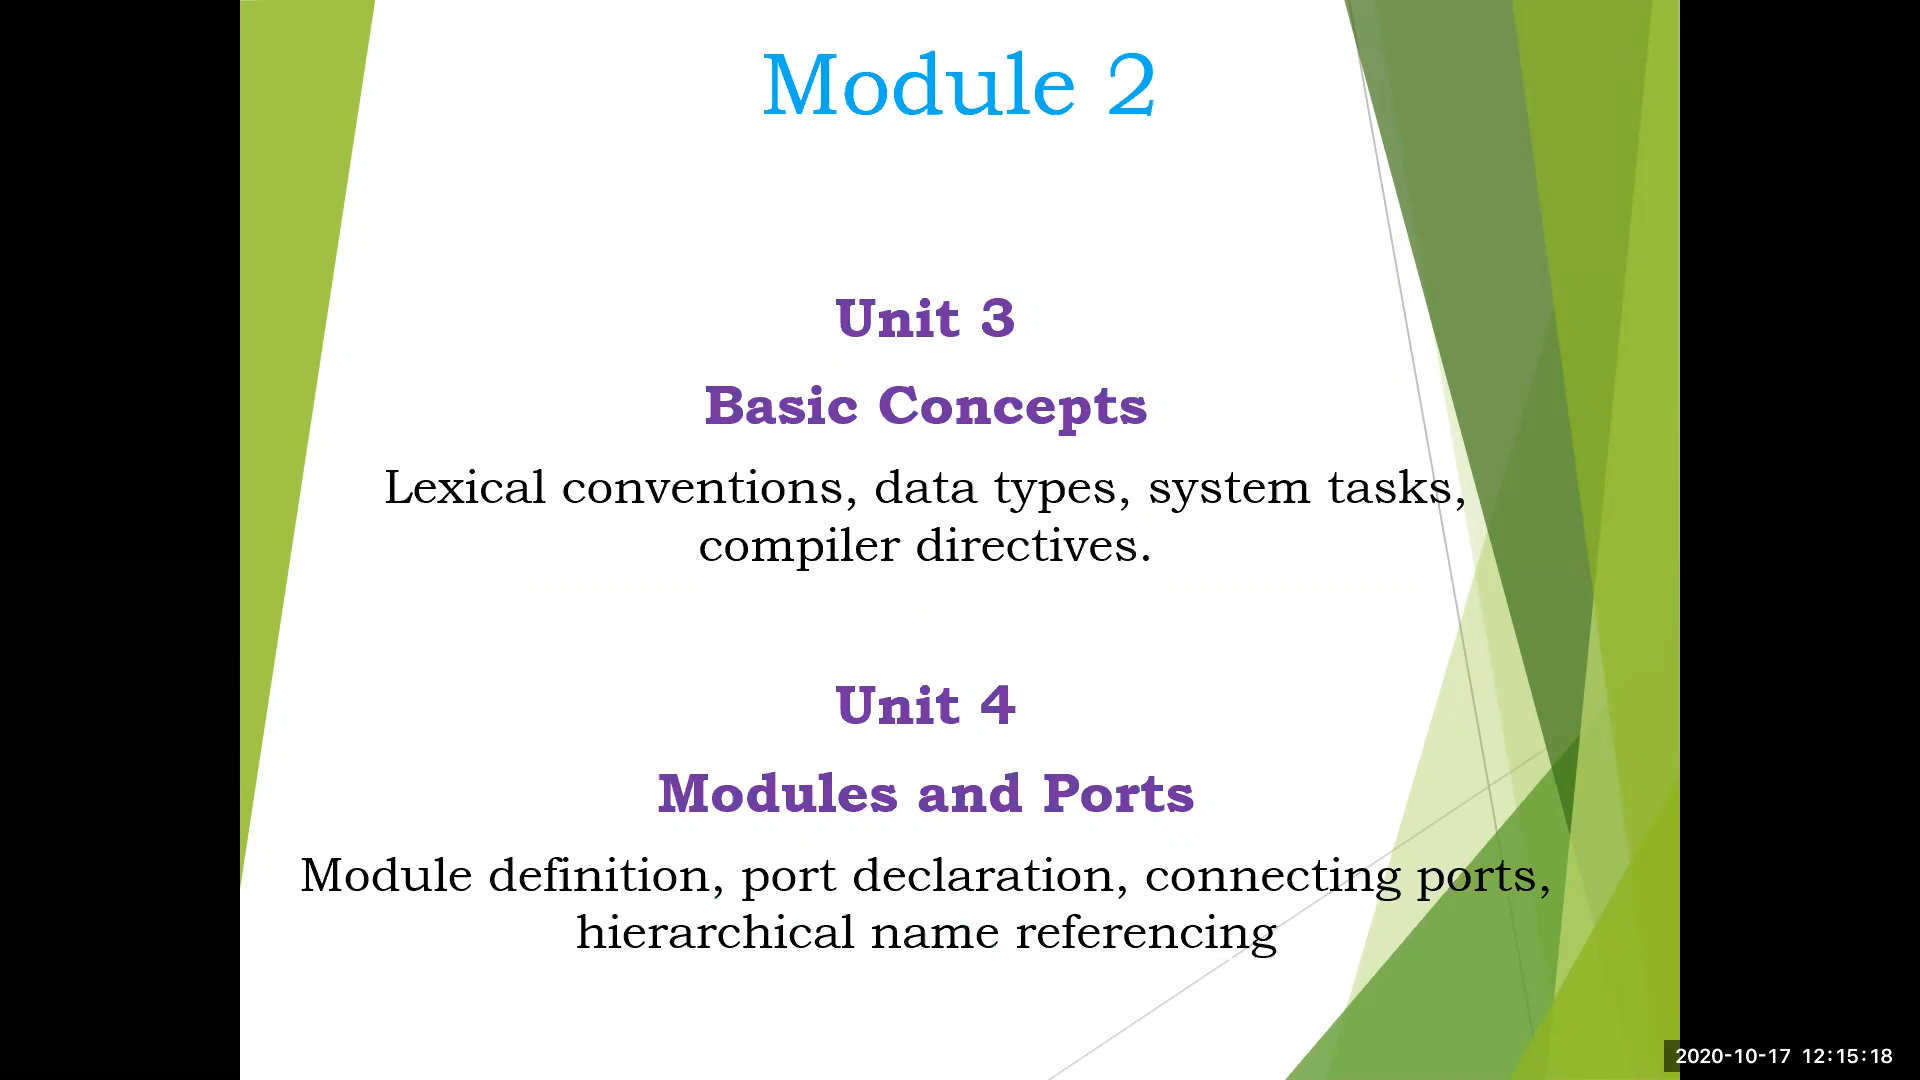 Module 2
Unit 3
Basic Concepts
Lexical conventions, data types, system tasks,
compiler directives.
Unit 4
Modules and Ports
Module definition, port declaration, connecting ports,
hierarchical name referencing
2020-10-17 12:15:18